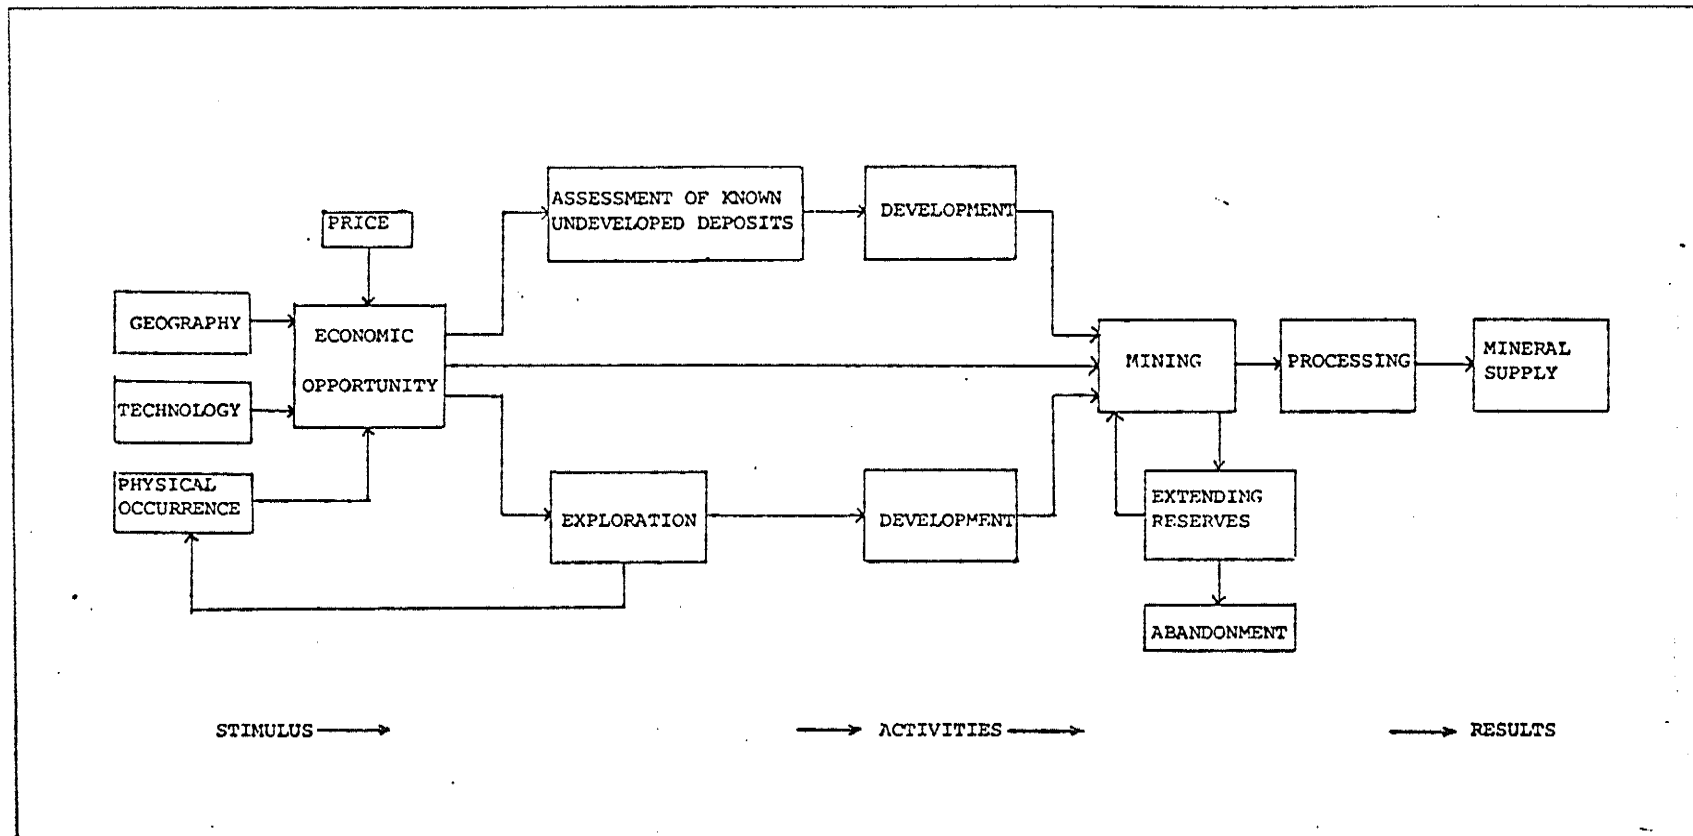 PRICE
GEOGRAPHY
TECHNOLOGY
PHYSICAL
OCCURRENCE
ECONOMIC
OPPORTUNITY
ASSESSMENT OF KNOWN
UNDEVELOPED DEPOSITS
DEVELOPMENT
EXPLORATION
DEVELOPMENT
MINING
PROCESSING
MINERAL
SUPPLY
EXTENDING
RESERVES
ABANDONMENT
STIMULUS
ACTIVITIES
RESULTS